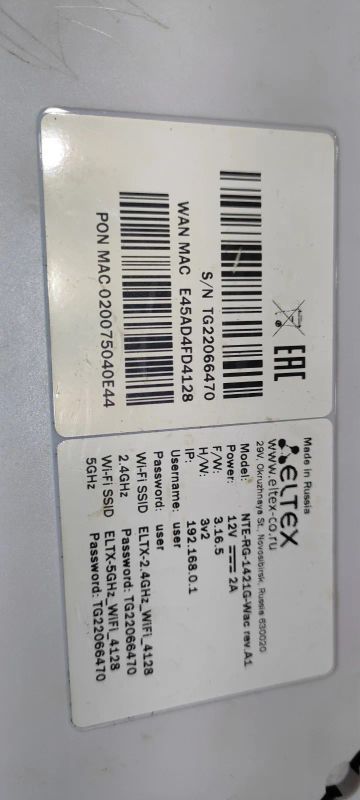 EAC
S/N TG22066470
WAN MAC E45AD4FD4128
PON MAC 020075040E44
Made in Russia
ELTEX
www.eltex-co.ru
29V, Okruzhnaya St., Novosibirsk, Russia 630020
Model: NTE-RG-1421G-Wac rev.A1
Power: 12V 2A
F/W: 3.16.5
H/W: 3v2
IP: 192.168.0.1
Username: user
Password: user
Wi-Fi SSID ELTX-2.4GHz_WiFi_4128
2.4GHz Password: TG22066470
Wi-Fi SSID ELTX-5GHz_WiFi_4128
5GHz Password: TG22066470